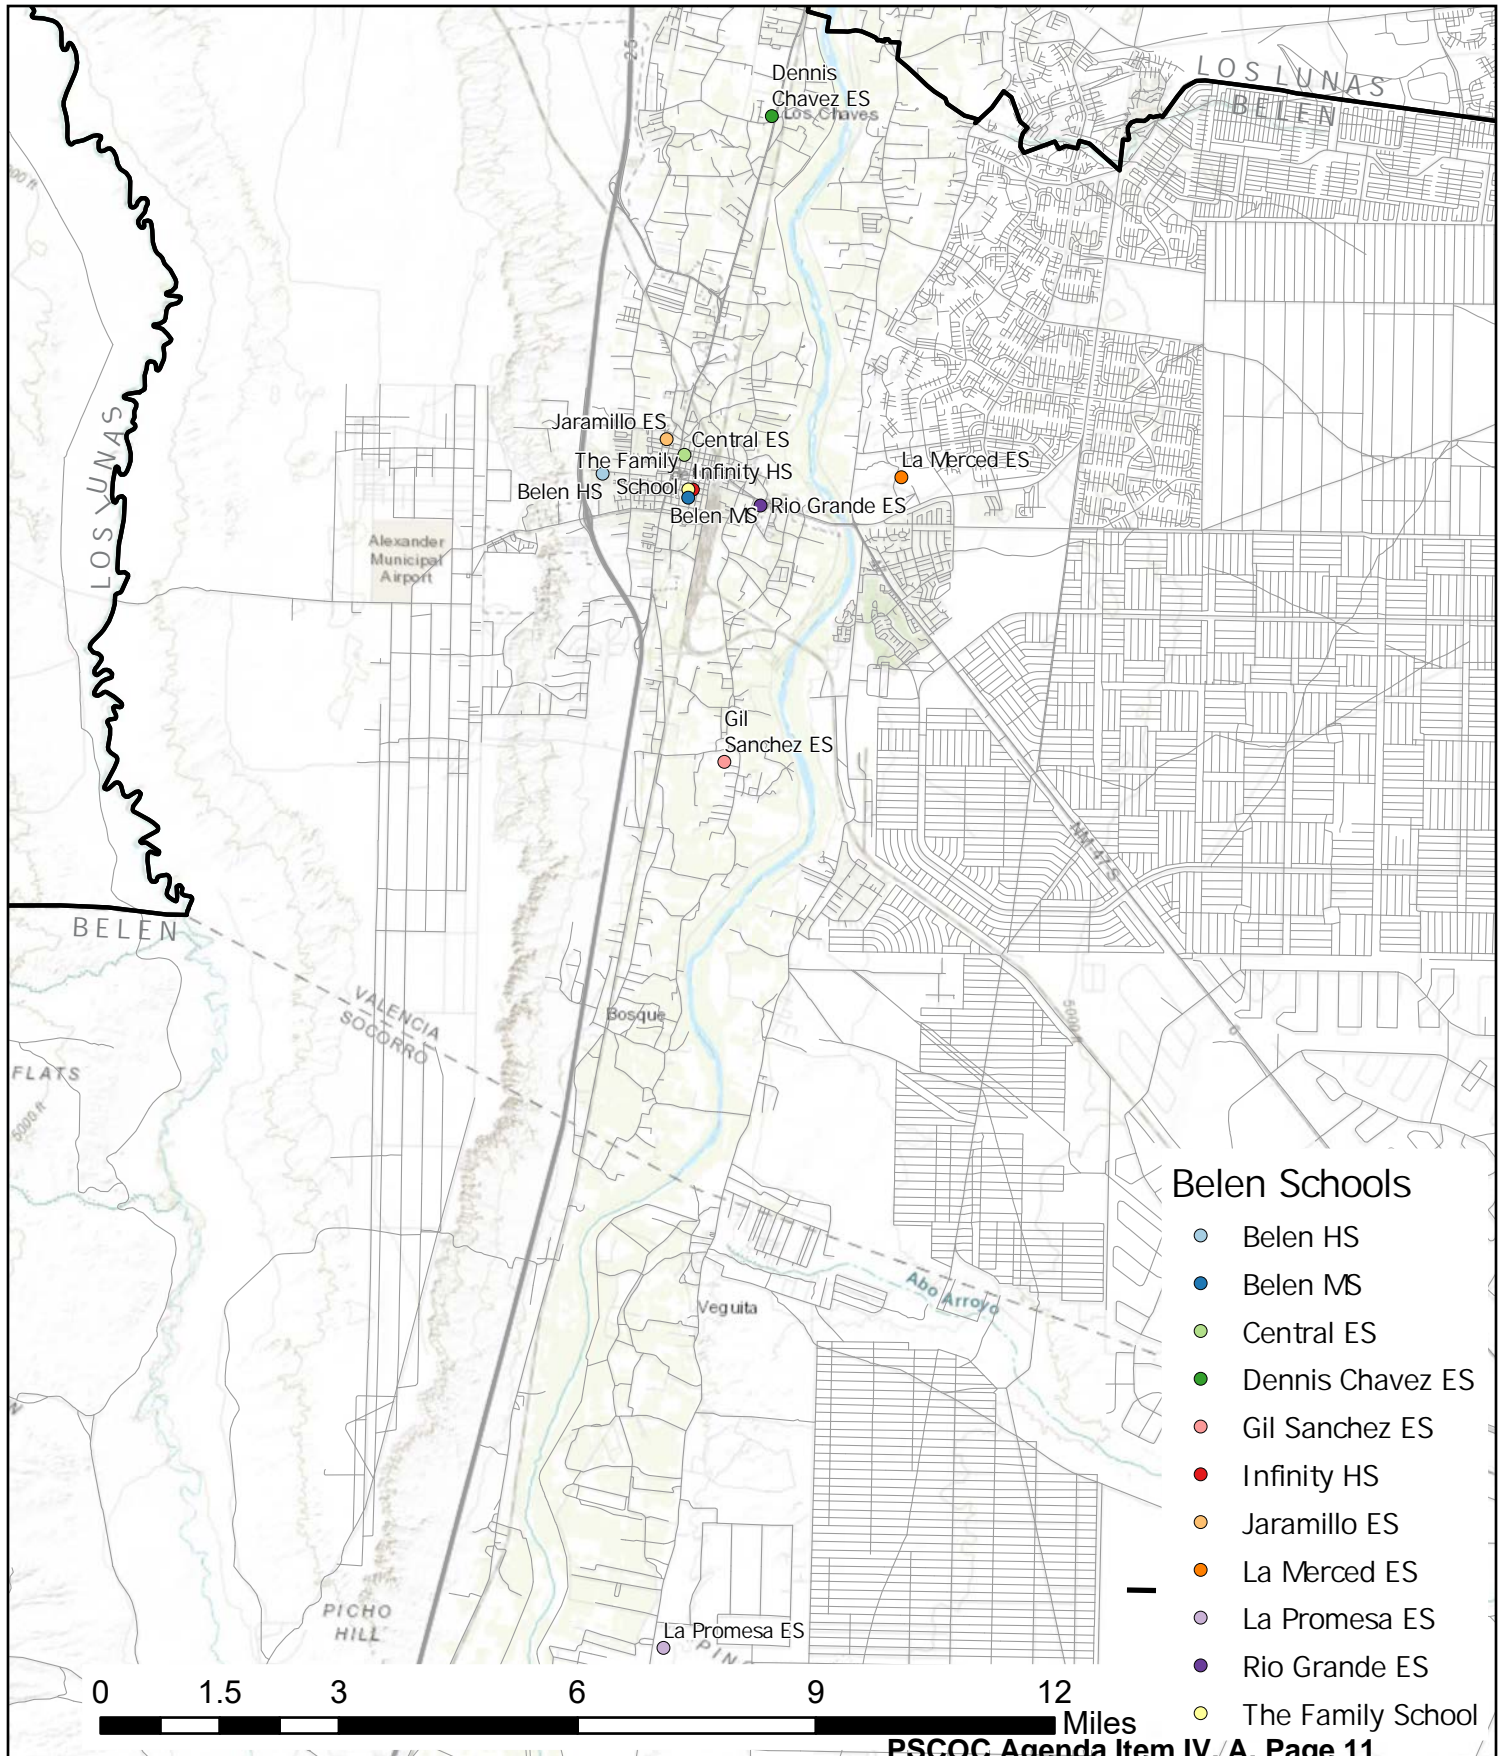 25
Dennis
Chavez ES
Los Chaves
LOS LUNAS
BELEN
00 ft
Jaramillo ES
Central ES
The Family
School
Infinity HS
La Merced ES
Belen HS
Belen MS
Rio Grande ES
LOS LUNAS
Alexander
Municipal
Airport
Gil
Sanchez ES
NM-47-S
BELEN
VALENCIA
SOCORRO
Bosque
5000 ft
FLATS
5000 ft
6
Abo Arroyo
Veguita
PICHO
HILL
La Promesa ES
Belen Schools
Belen HS
Belen MS
Central ES
Dennis Chavez ES
Gil Sanchez ES
Infinity HS
Jaramillo ES
La Merced ES
La Promesa ES
Rio Grande ES
The Family School
0 1.5 3 6 9 12
Miles
PSCOC Agenda Item IV. A. Page 11